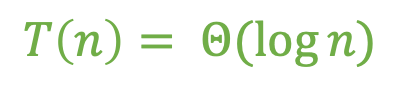 T(n) = Θ(log n)